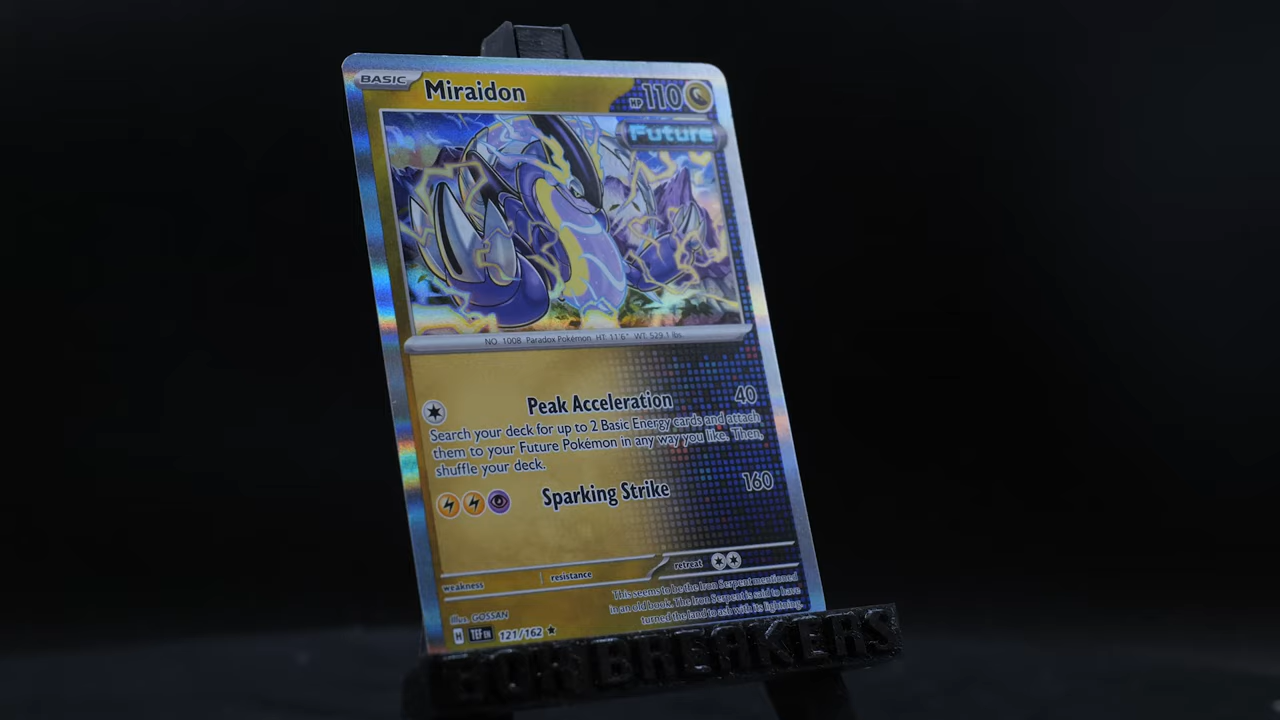 BASIC Miraidon HP 110
Future
NO. 1008 Paradox Pokémon HT: 11'6" WT: 529.1 lbs.
Peak Acceleration 40
Search your deck for up to 2 Basic Energy cards and attach
them to your Future Pokémon in any way you like. Then,
shuffle your deck.
Sparking Strike 160
weakness resistance retreat
This seems to be the Iron Serpent mentioned
in an old book. The Iron Serpent is said to have
turned the land to ash with its lightning.
Illus. GOSSAN
H TEF EN 121/162
BREAKERS